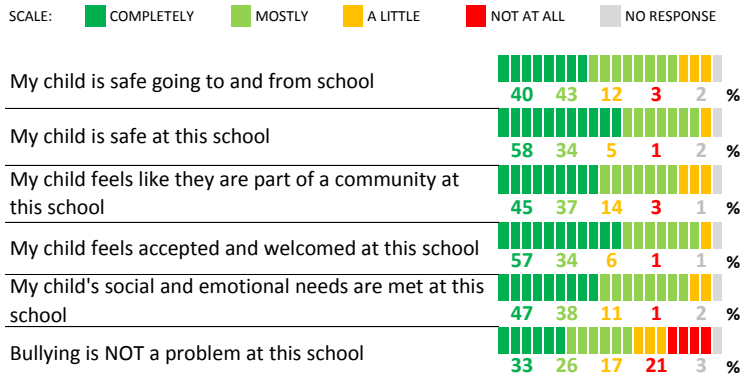 SCALE: COMPLETELY MOSTLY A LITTLE NOT AT ALL NO RESPONSE
My child is safe going to and from school
40 43 12 3 2 %
My child is safe at this school
58 34 5 1 2 %
My child feels like they are part of a community at
this school
45 37 14 3 1 %
My child feels accepted and welcomed at this school
57 34 6 1 1 %
My child's social and emotional needs are met at this
school
47 38 11 1 2 %
Bullying is NOT a problem at this school
33 26 17 21 3 %